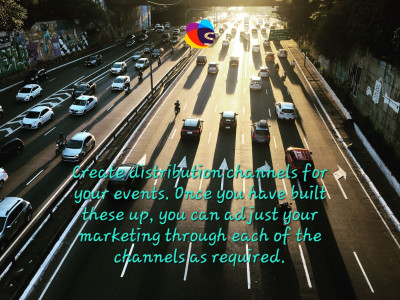 Create distribution channels for
your events. Once you have built
these up, you can adjust your
marketing through each of the
channels as required.